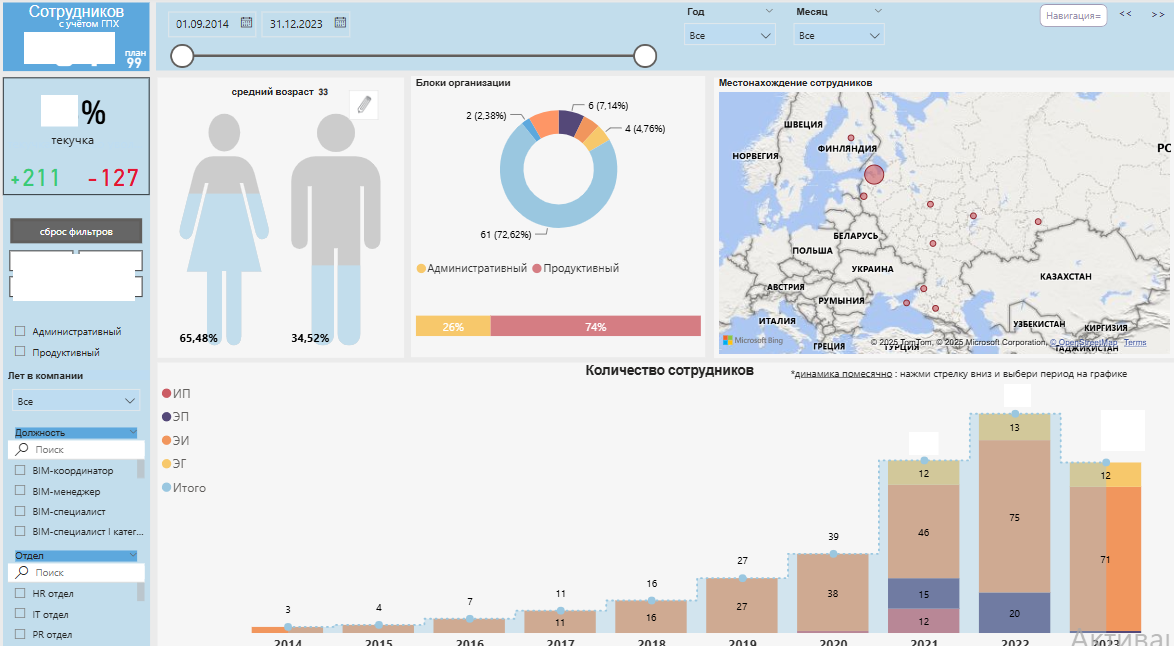 Сотрудников
с учётом ГПХ
план
99
%
текучка
+211 -127
сброс фильтров
Административный
Продуктивный
Лет в компании
Все
Должность
Поиск
BIM-координатор
BIM-менеджер
BIM-специалист
BIM-специалист I катег...
Отдел
Поиск
HR отдел
IT отдел
PR отдел
01.09.2014 31.12.2023
Год Месяц
Все Все
Навигация= << >>
средний возраст 33
65,48% 34,52%
Блоки организации
6 (7,14%)
2 (2,38%)
4 (4,76%)
61 (72,62%)
Административный Продуктивный
26% 74%
Местонахождение сотрудников
ШВЕЦИЯ
ФИНЛЯНДИЯ
НОРВЕГИЯ
РС
БЕЛАРУСЬ
ПОЛЬША
УКРАИНА
КАЗАХСТАН
АВСТРИЯ
РУМЫНИЯ
ИТАЛИЯ
УЗБЕКИСТАН
КИРГИЗИЯ
ГРЕЦИЯ
ТУРЦИЯ
ТАДЖИКИСТАН
Microsoft Bing
© 2025 TomTom, © 2025 Microsoft Corporation, © OpenStreetMap Terms
Количество сотрудников
*динамика помесячно : нажми стрелку вниз и выбери период на графике
ИП
ЭП
ЭИ
ЭГ
Итого
3
4
7
11
11
16
16
27
27
39
38
12
46
15
12
13
75
20
12
71
2014 2015 2016 2017 2018 2019 2020 2021 2022 2023
Активац